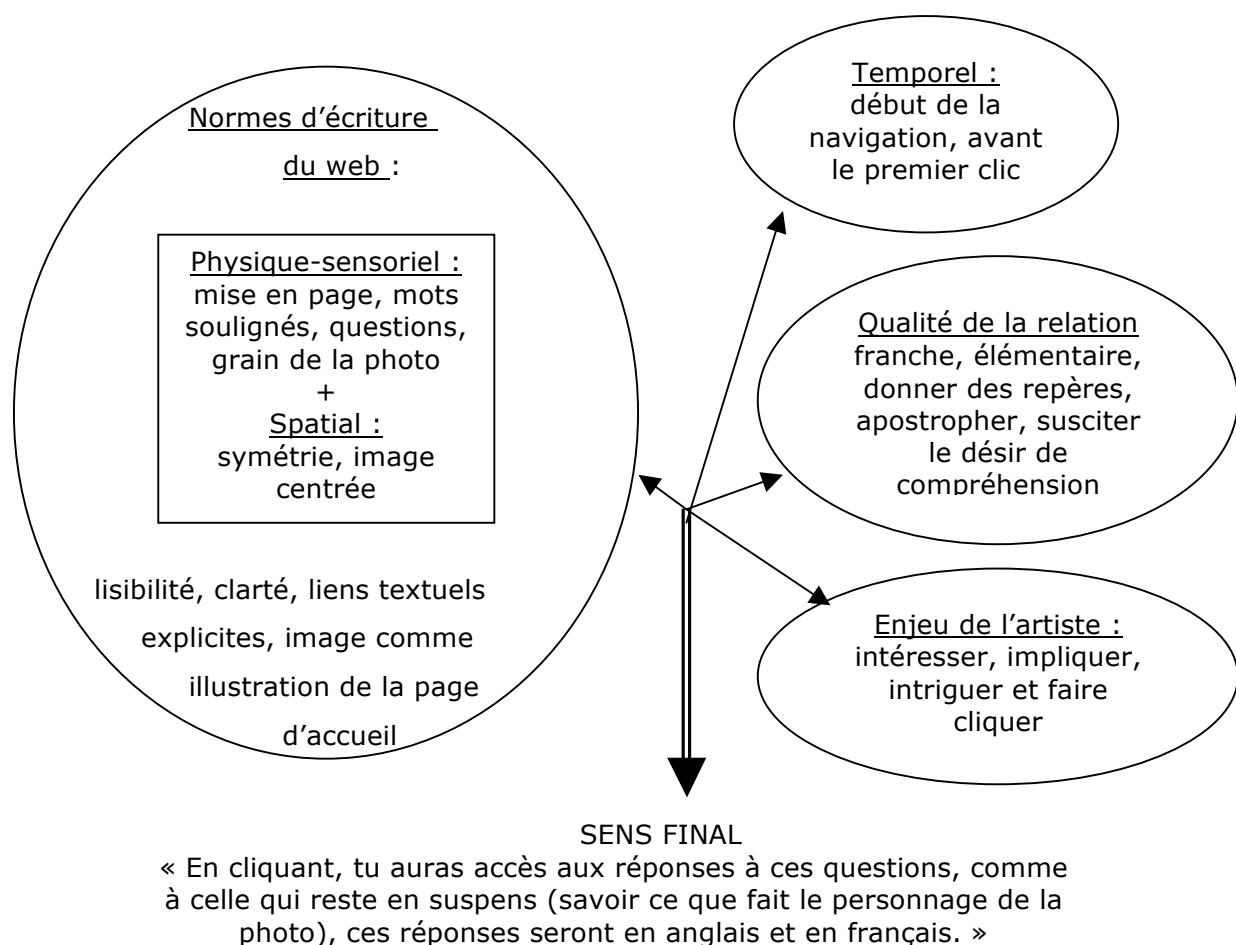 Normes d’écriture
du web :
Physique-sensoriel :
mise en page, mots
soulignés, questions,
grain de la photo
+
Spatial :
symétrie, image
centrée
lisibilité, clarté, liens textuels
explicites, image comme
illustration de la page
d’accueil
Temporel :
début de la
navigation, avant
le premier clic
Qualité de la relation
franche, élémentaire,
donner des repères,
apostropher, susciter
le désir de
compréhension
Enjeu de l’artiste :
intéresser, impliquer,
intriguer et faire
cliquer
SENS FINAL
« En cliquant, tu auras accès aux réponses à ces questions, comme
à celle qui reste en suspens (savoir ce que fait le personnage de la
photo), ces réponses seront en anglais et en français. »